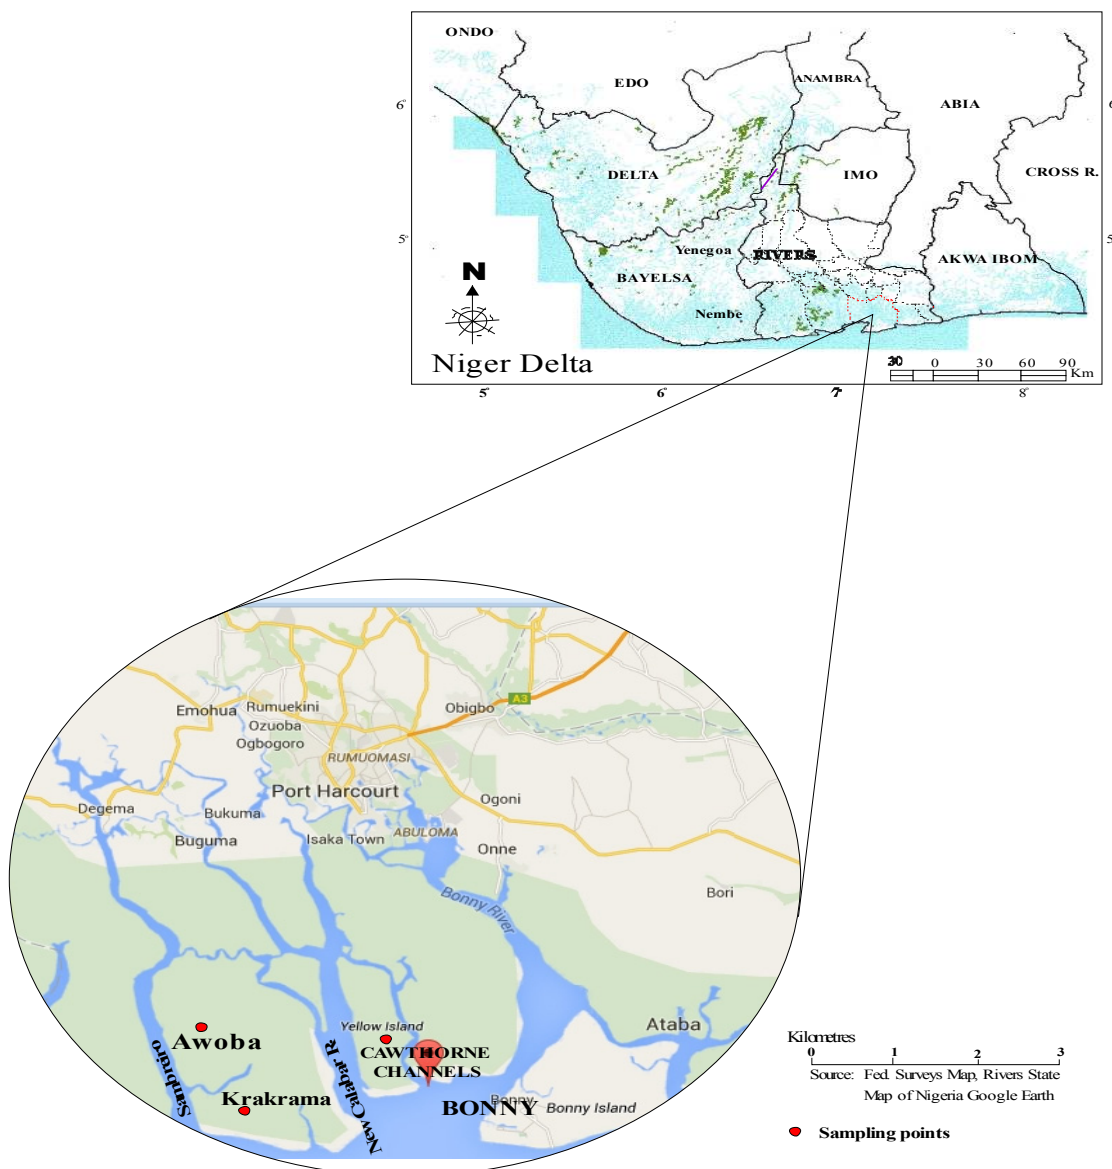 ONDO
EDO
ANAMBRA
ABIA
6°
6°
DELTA
IMO
CROSS R.
5°
5°
Yenegoa
RIVERS
BAYELSA
AKWA IBOM
N
Nembe
Niger Delta
30 0 30 60 90
Km
5° 6° 7° 8°
A3
Emohua
Rumuekini
Obigbo
Ozuoba
Ogbogoro
RUMUOMASI
Port Harcourt
Ogoni
Degema
Bukuma
ABULOMA
Buguma
Isaka Town
Onne
Bori
Bonny River
Yellow Island
Ataba
Awoba
CAWTHORNE
CHANNELS
Sambrairo
New Calabar R
Krakrama
BONNY
Bonny
Bonny Island
Kilometres
0 1 2 3
Source: Fed. Surveys Map, Rivers State
Map of Nigeria Google Earth
Sampling points